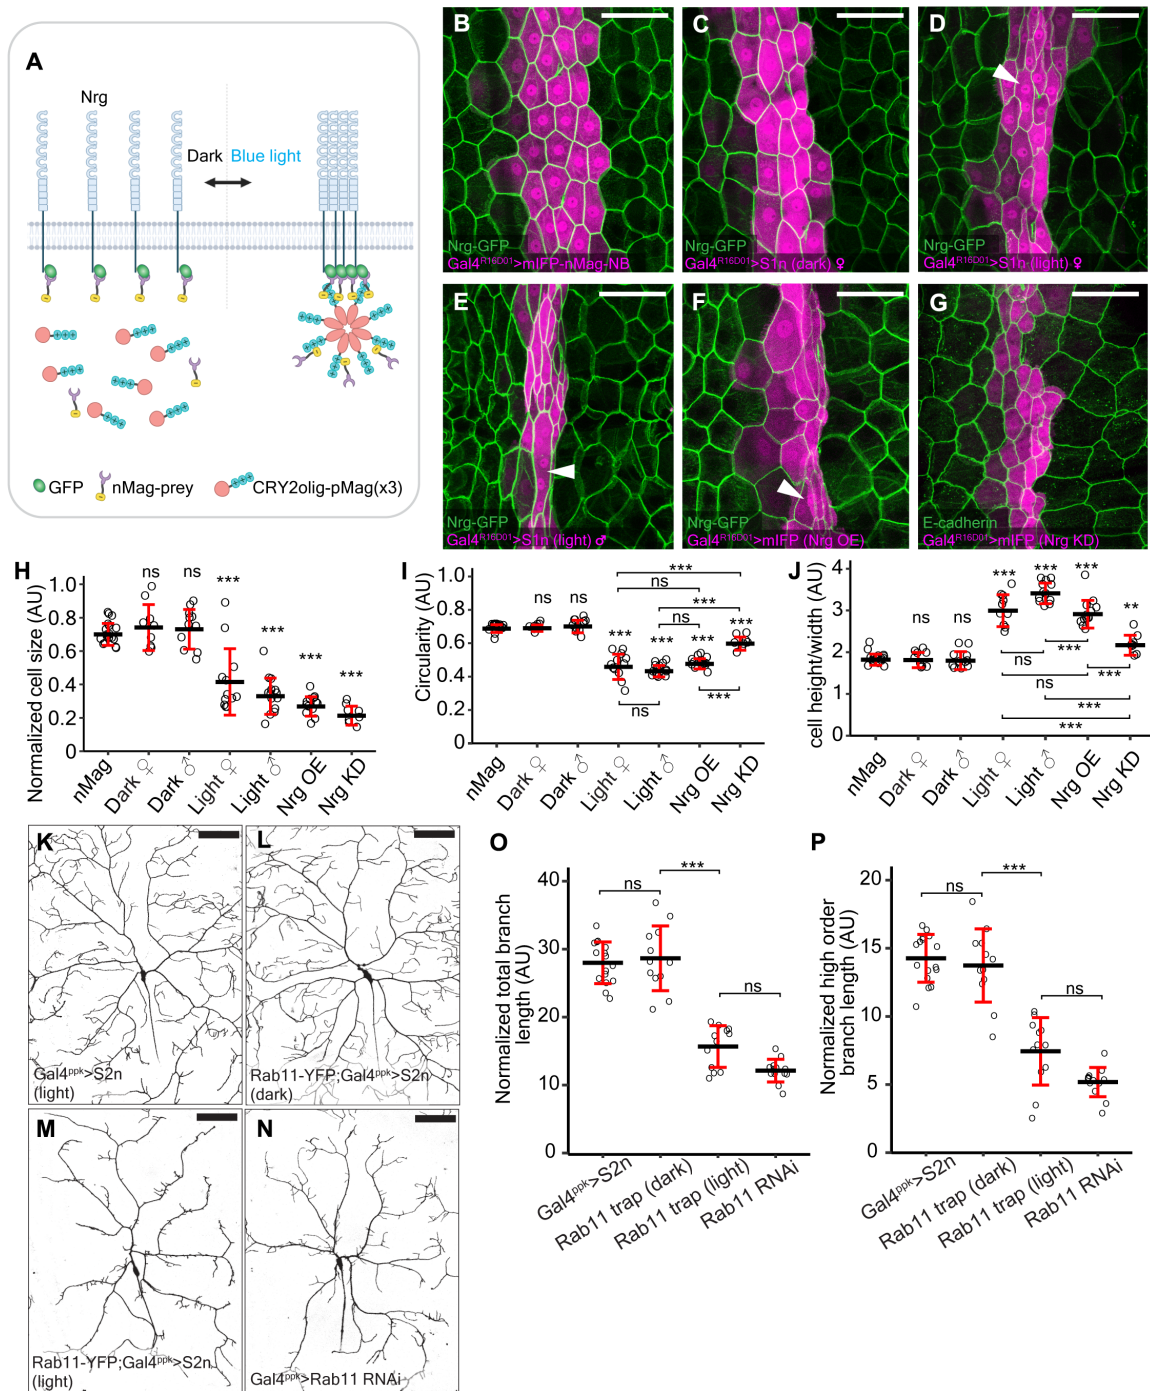 A
Nrg
Dark Blue light
GFP nMag-prey CRY2olig-pMag(x3)
B
Nrg-GFP
Gal4R16D01>mIFP-nMag-NB
C
Nrg-GFP
Gal4R16D01>S1n (dark) ♀
D
Nrg-GFP
Gal4R16D01>S1n (light) ♀
E
Nrg-GFP
Gal4R16D01>S1n (light) ♂
F
Nrg-GFP
Gal4R16D01>mIFP (Nrg OE)
G
E-cadherin
Gal4R16D01>mIFP (Nrg KD)
H
Normalized cell size (AU)
1.0
0.8
0.6
0.4
0.2
0
ns ns *** *** *** ***
nMag
Dark ♀
Dark ♂
Light ♀
Light ♂
Nrg OE
Nrg KD
I
Circularity (AU)
1.0
0.8
0.6
0.4
0.2
0
***
ns
***
ns
ns ns *** *** *** ***
***
ns
nMag
Dark ♀
Dark ♂
Light ♀
Light ♂
Nrg OE
Nrg KD
J
cell height/width (AU)
4
3
2
1
0
ns ns *** *** *** **
ns
***
ns
***
***
***
nMag
Dark ♀
Dark ♂
Light ♀
Light ♂
Nrg OE
Nrg KD
K
Gal4ppk>S2n
(light)
L
Rab11-YFP;Gal4ppk>S2n
(dark)
M
Rab11-YFP;Gal4ppk>S2n
(light)
N
Gal4ppk>Rab11 RNAi
O
Normalized total branch
length (AU)
40
30
20
10
0
ns
***
ns
Gal4ppk>S2n
Rab11 trap (dark)
Rab11 trap (light)
Rab11 RNAi
P
Normalized high order
branch length (AU)
20
15
10
5
0
ns
***
ns
Gal4ppk>S2n
Rab11 trap (dark)
Rab11 trap (light)
Rab11 RNAi